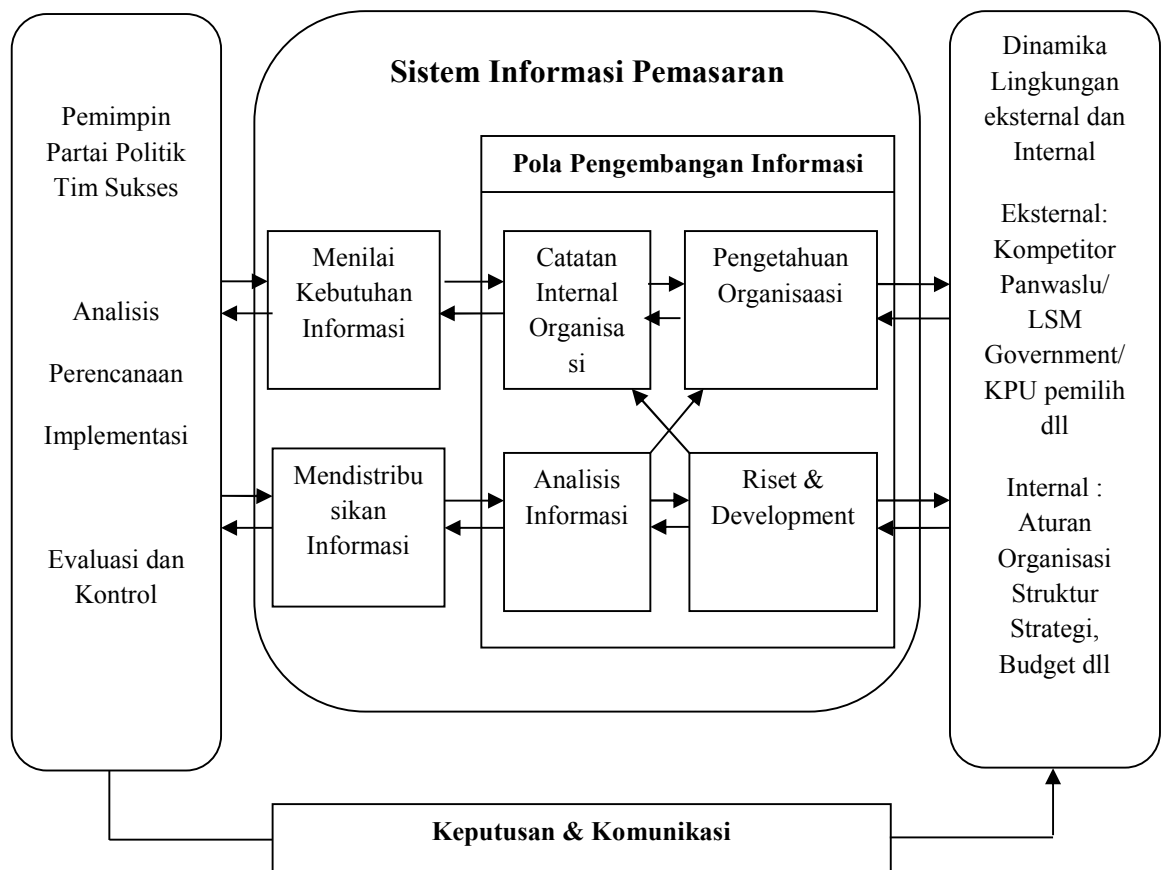 Pemimpin
Partai Politik
Tim Sukses
Analisis
Perencanaan
Implementasi
Evaluasi dan
Kontrol
Sistem Informasi Pemasaran
Pola Pengembangan Informasi
Menilai
Kebutuhan
Informasi
Catatan
Internal
Organisa
si
Pengetahuan
Organisaasi
Mendistribu
sikan
Informasi
Analisis
Informasi
Riset &
Development
Dinamika
Lingkungan
eksternal dan
Internal
Eksternal:
Kompetitor
Panwaslu/
LSM
Government/
KPU pemilih
dll
Internal :
Aturan
Organisasi
Struktur
Strategi,
Budget dll
Keputusan & Komunikasi